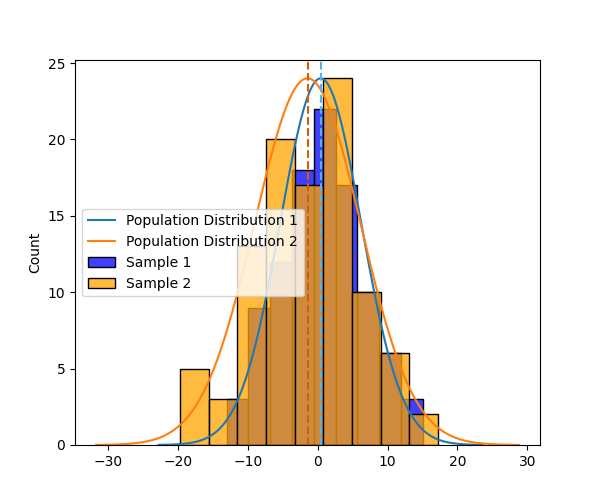 25
20
15
10
5
0
Count
Population Distribution 1
Population Distribution 2
Sample 1
Sample 2
−30 −20 −10 0 10 20 30